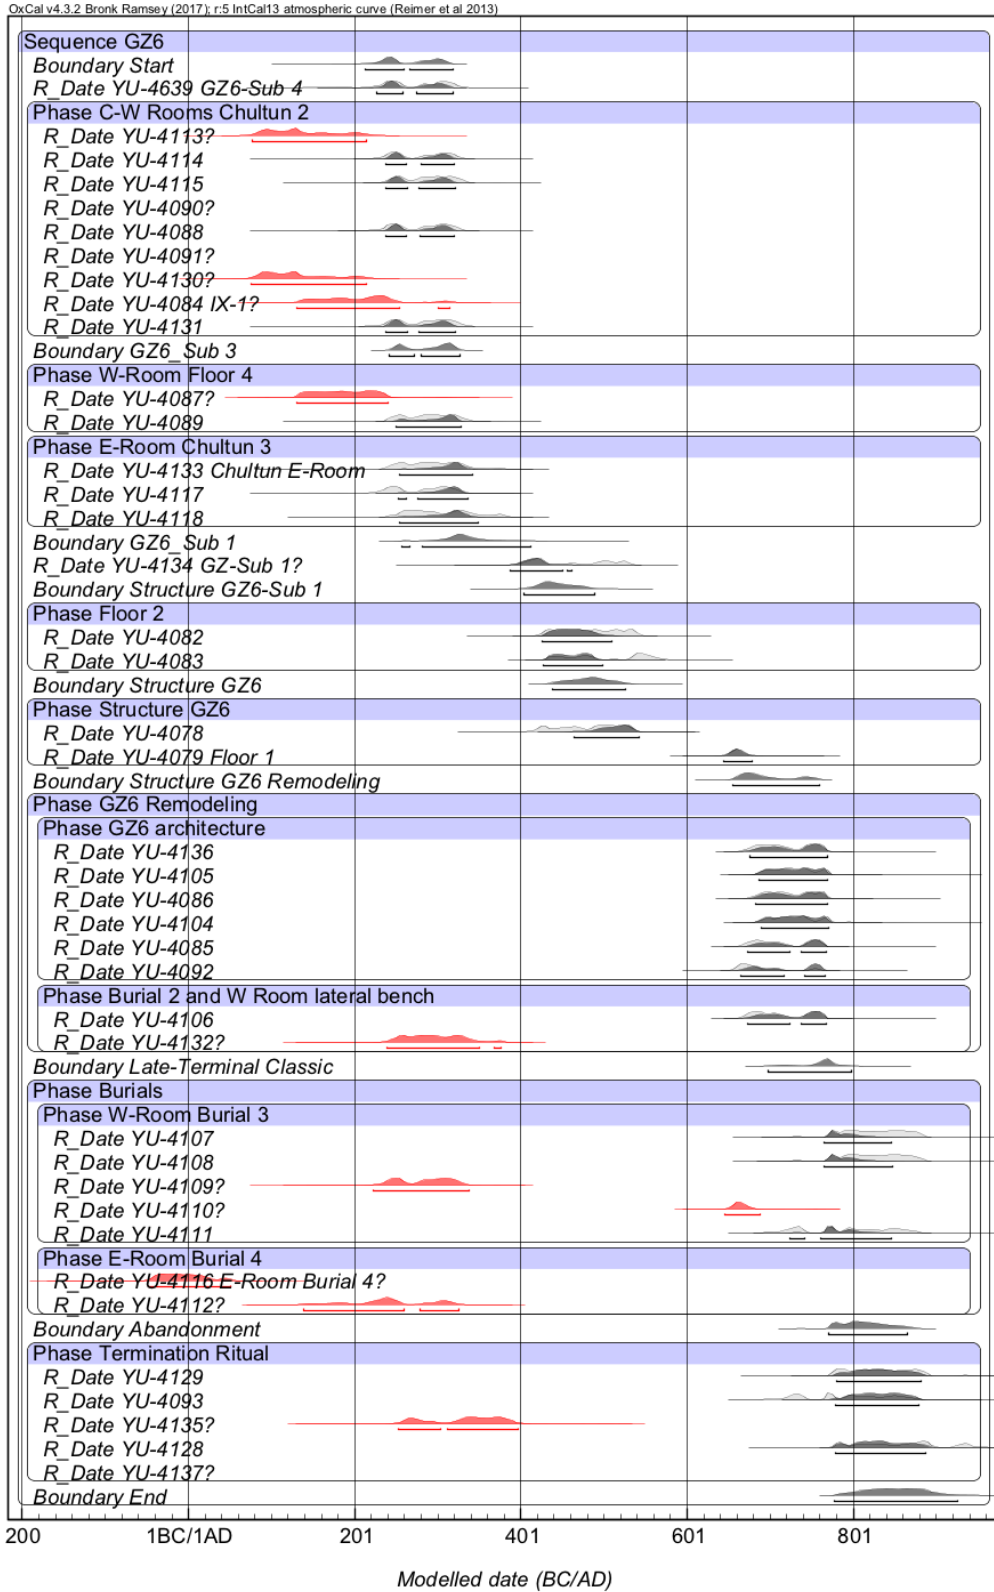 OxCal v4.3.2 Bronk Ramsey (2017); r:5 IntCal13 atmospheric curve (Reimer et al 2013)
Sequence GZ6
Boundary Start
R_Date YU-4639 GZ6-Sub 4
Phase C-W Rooms Chultun 2
R_Date YU-4113?
R_Date YU-4114
R_Date YU-4115
R_Date YU-4090?
R_Date YU-4088
R_Date YU-4091?
R_Date YU-4130?
R_Date YU-4084 IX-1?
R_Date YU-4131
Boundary GZ6_Sub 3
Phase W-Room Floor 4
R_Date YU-4087?
R_Date YU-4089
Phase E-Room Chultun 3
R_Date YU-4133 Chultun E-Room
R_Date YU-4117
R_Date YU-4118
Boundary GZ6_Sub 1
R_Date YU-4134 GZ-Sub 1?
Boundary Structure GZ6-Sub 1
Phase Floor 2
R_Date YU-4082
R_Date YU-4083
Boundary Structure GZ6
Phase Structure GZ6
R_Date YU-4078
R_Date YU-4079 Floor 1
Boundary Structure GZ6 Remodeling
Phase GZ6 Remodeling
Phase GZ6 architecture
R_Date YU-4136
R_Date YU-4105
R_Date YU-4086
R_Date YU-4104
R_Date YU-4085
R_Date YU-4092
Phase Burial 2 and W Room lateral bench
R_Date YU-4106
R_Date YU-4132?
Boundary Late-Terminal Classic
Phase Burials
Phase W-Room Burial 3
R_Date YU-4107
R_Date YU-4108
R_Date YU-4109?
R_Date YU-4110?
R_Date YU-4111
Phase E-Room Burial 4
R_Date YU-4116 E-Room Burial 4?
R_Date YU-4112?
Boundary Abandonment
Phase Termination Ritual
R_Date YU-4129
R_Date YU-4093
R_Date YU-4135?
R_Date YU-4128
R_Date YU-4137?
Boundary End
200 1BC/1AD 201 401 601 801
Modelled date (BC/AD)